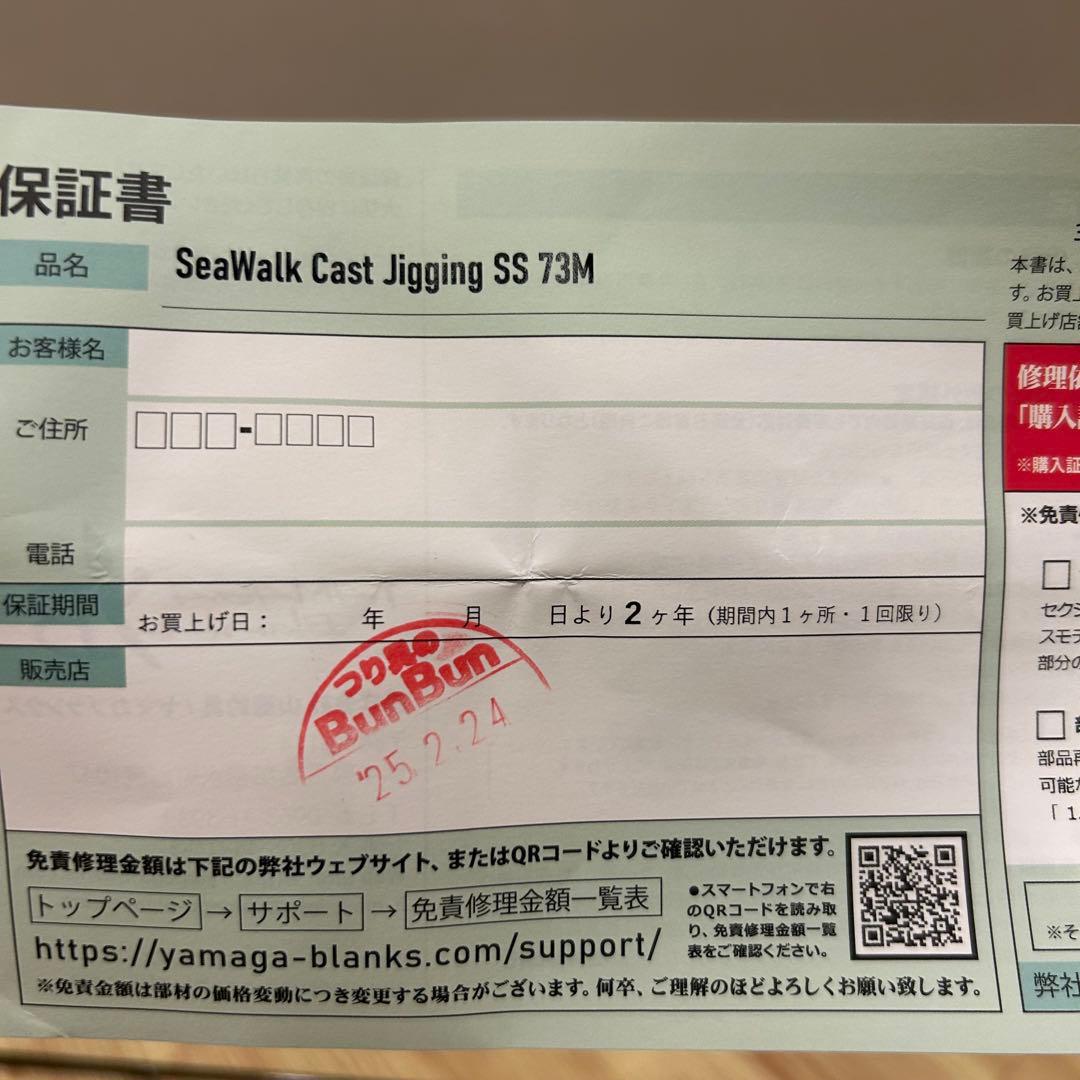 保証書
品名 SeaWalk Cast Jigging SS 73M
お客様名
ご住所 □□□-□□□□
電話
保証期間 お買上げ日： 年 月 日より2ヶ年（期間内1ヶ所・1回限り）
販売店
つり具の
BunBun
'25.2.24
免責修理金額は下記の弊社ウェブサイト、またはQRコードよりご確認いただけます。
トップページ→サポート→免責修理金額一覧表
https://yamaga-blanks.com/support/
●スマートフォンで右
のQRコードを読み取
り、免責修理金額一覧
表をご確認ください。
※免責金額は部材の価格変動につき変更する場合がございます。何卒、ご理解のほどよろしくお願い致します。
本書は、
す。お買上
買上げ店
修理依
「購入
※購入証
※免責
□
セクシ
スモラ
部分の
□
部品
可能
「1.
※そ
弊社